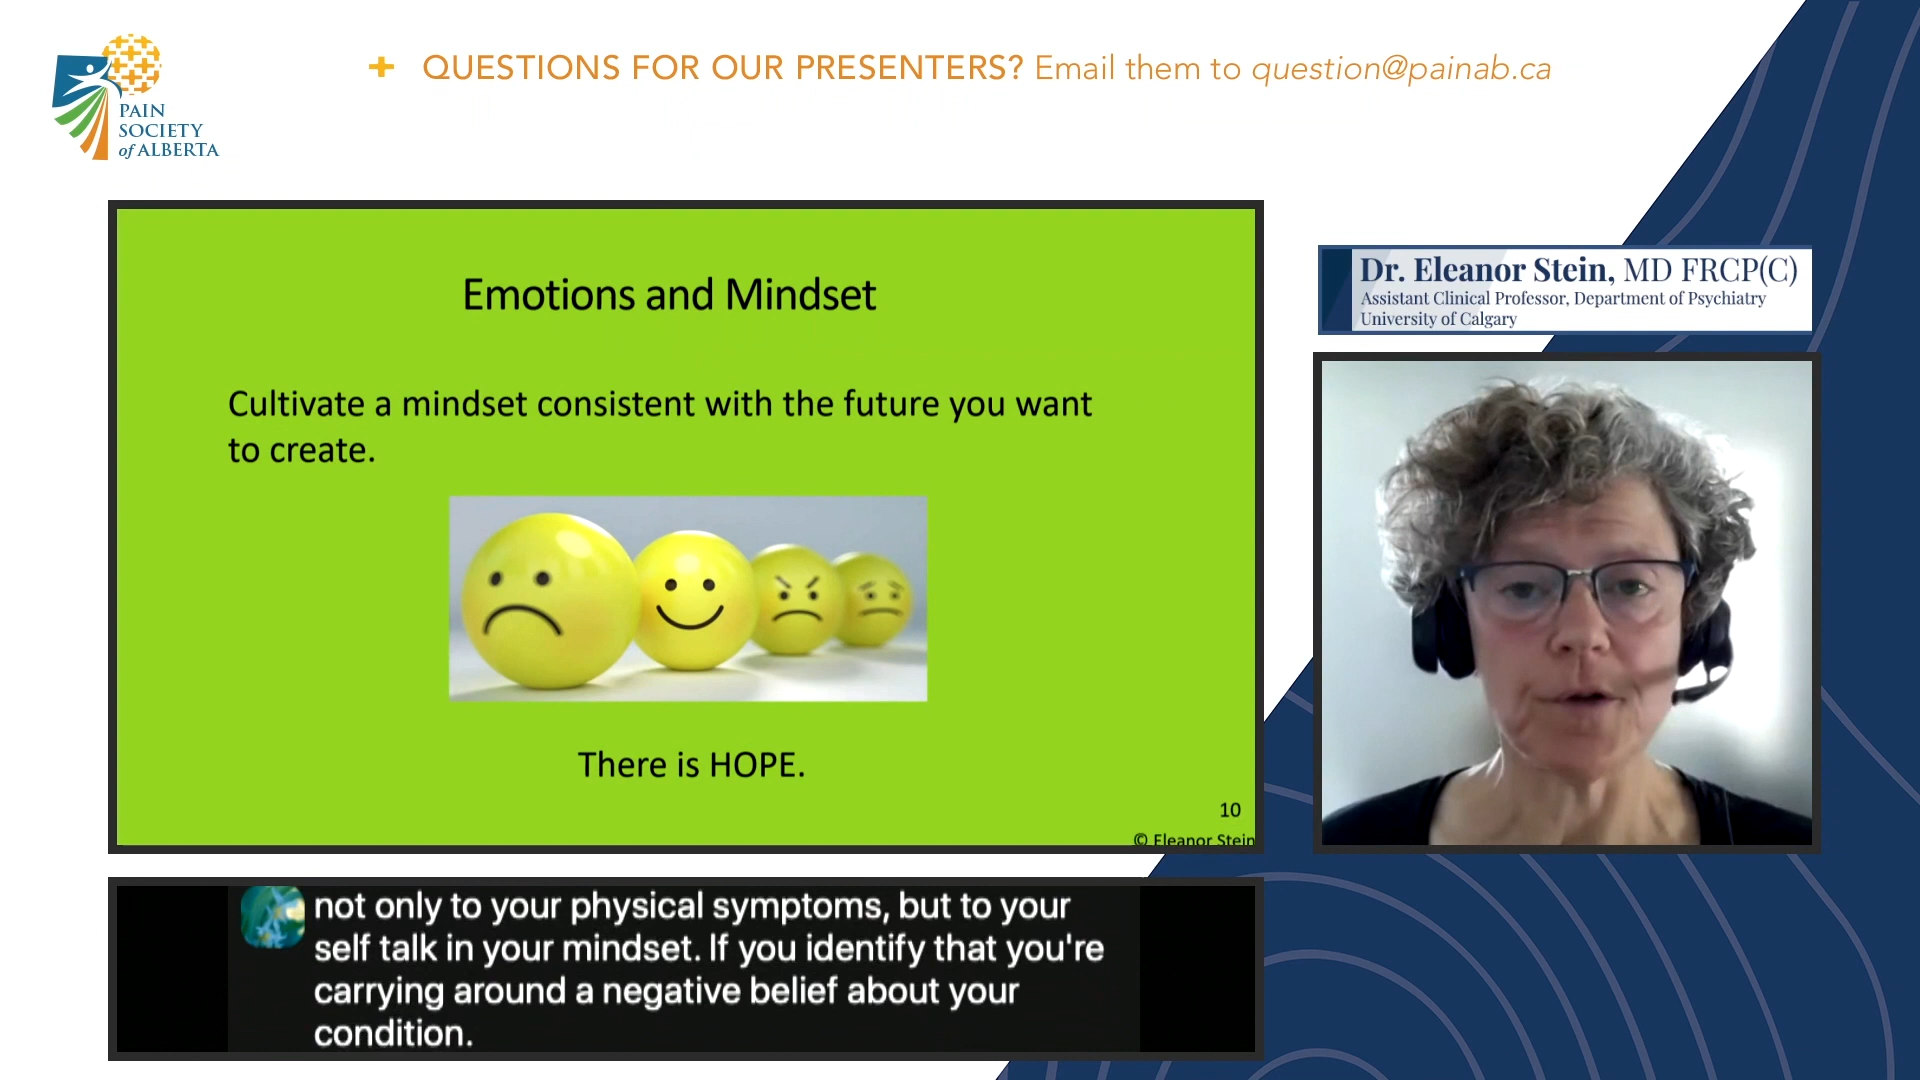 PAIN
SOCIETY
of ALBERTA
+ QUESTIONS FOR OUR PRESENTERS? Email them to question@painab.ca
Emotions and Mindset
Cultivate a mindset consistent with the future you want
to create.
There is HOPE.
10
© Eleanor Stein
Dr. Eleanor Stein, MD FRCP(C)
Assistant Clinical Professor, Department of Psychiatry
University of Calgary
not only to your physical symptoms, but to your
self talk in your mindset. If you identify that you're
carrying around a negative belief about your
condition.